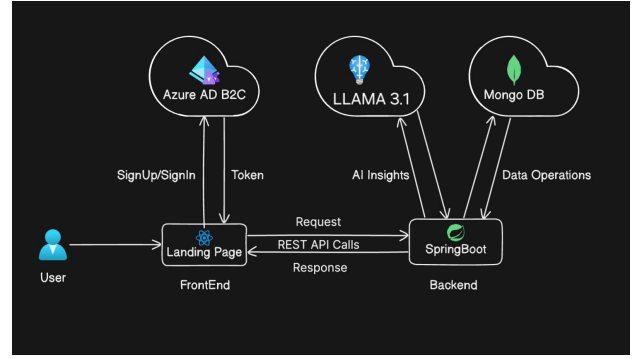 Azure AD B2C
LLAMA 3.1
Mongo DB
SignUp/SignIn
Token
AI Insights
Data Operations
User
Landing Page
FrontEnd
Request
REST API Calls
Response
SpringBoot
Backend